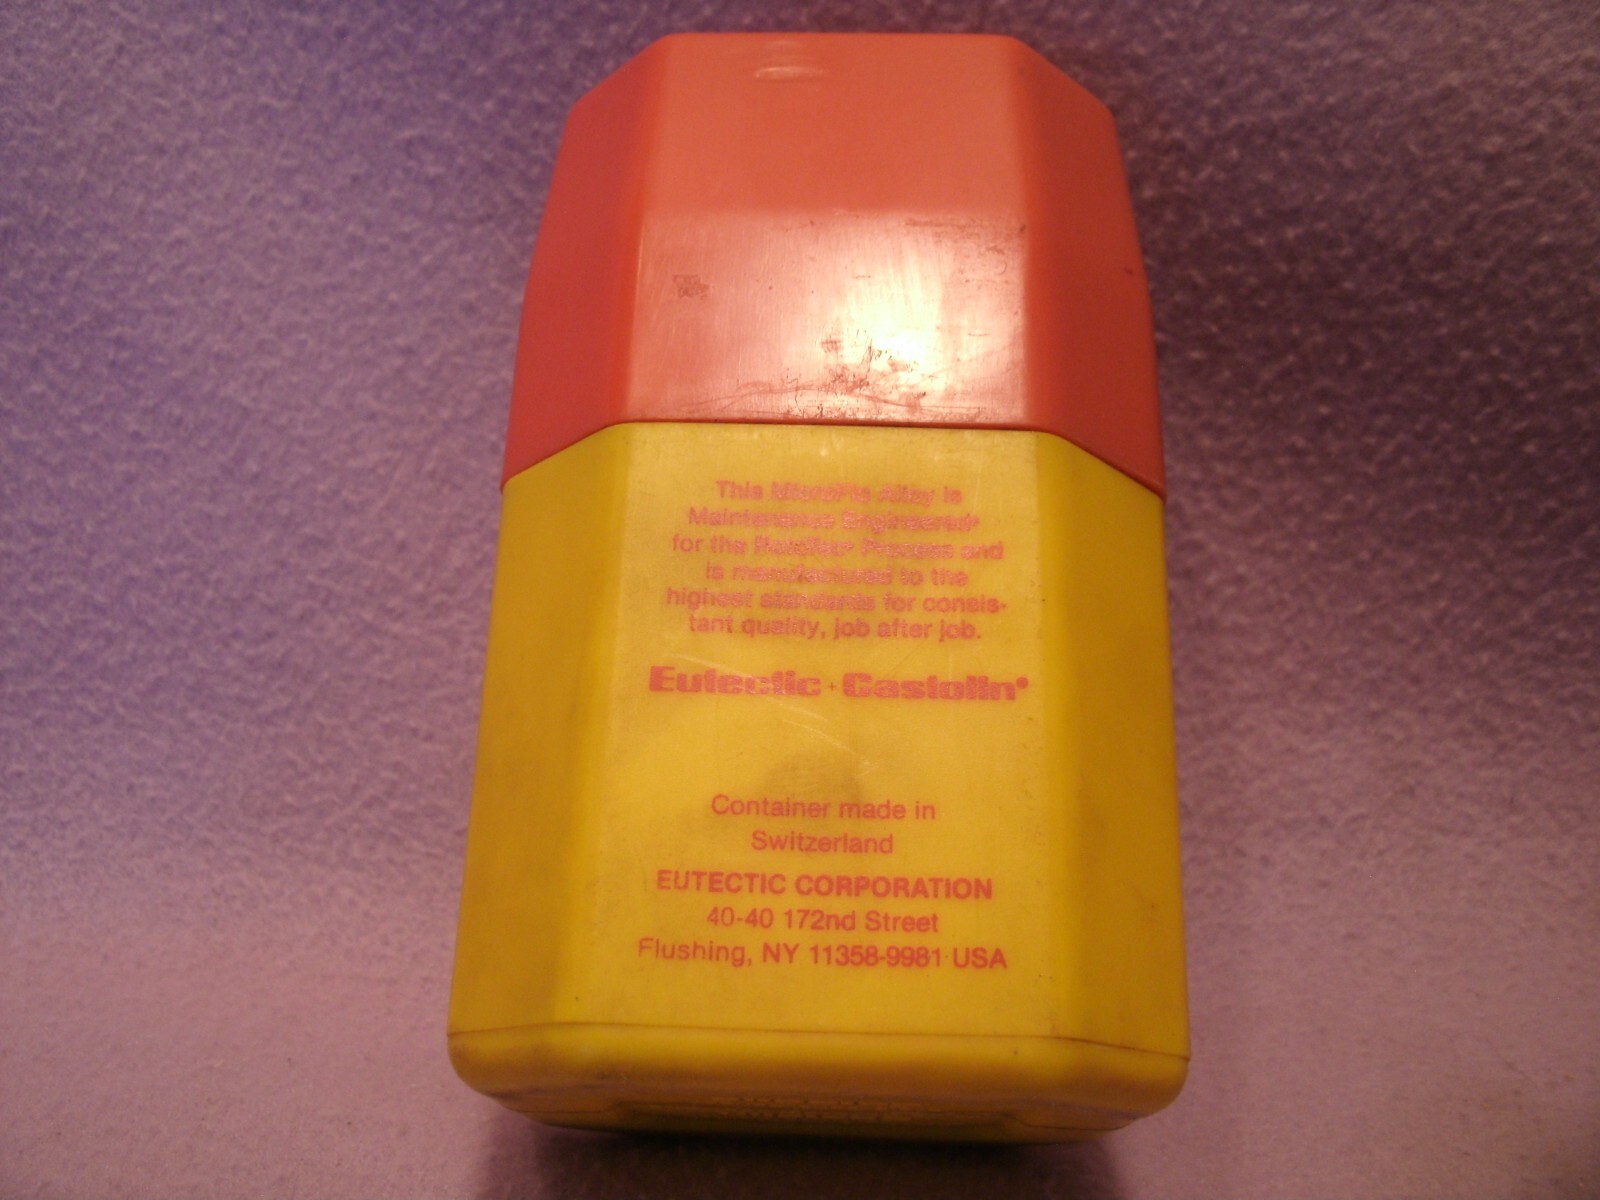 This MicroFlo Alloy is
Maintenance Engineered®
for the RotoTec® Process and
is manufactured to the
highest standards for consis-
tant quality, job after job.
Eutectic + Castolin®
Container made in
Switzerland
EUTECTIC CORPORATION
40-40 172nd Street
Flushing, NY 11358-9981 USA